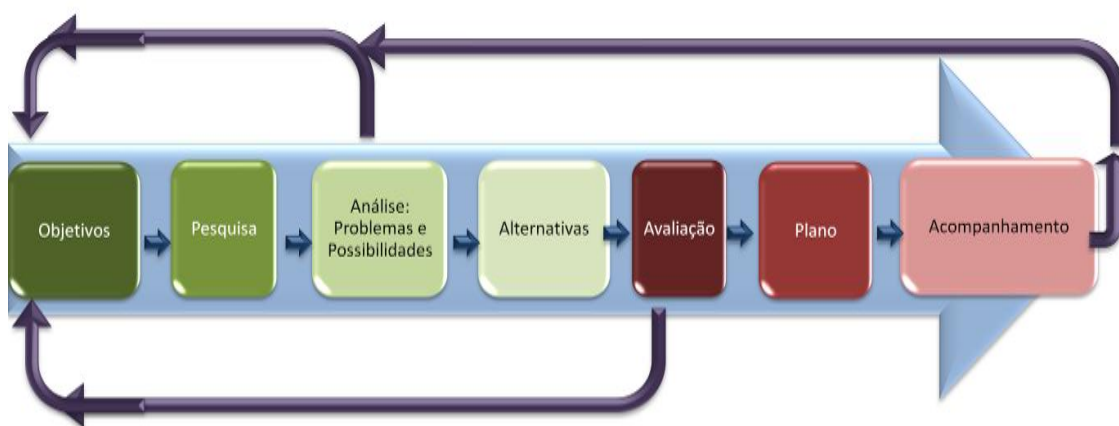 Objetivos
Pesquisa
Análise:
Problemas e
Possibilidades
Alternativas
Avaliação
Plano
Acompanhamento